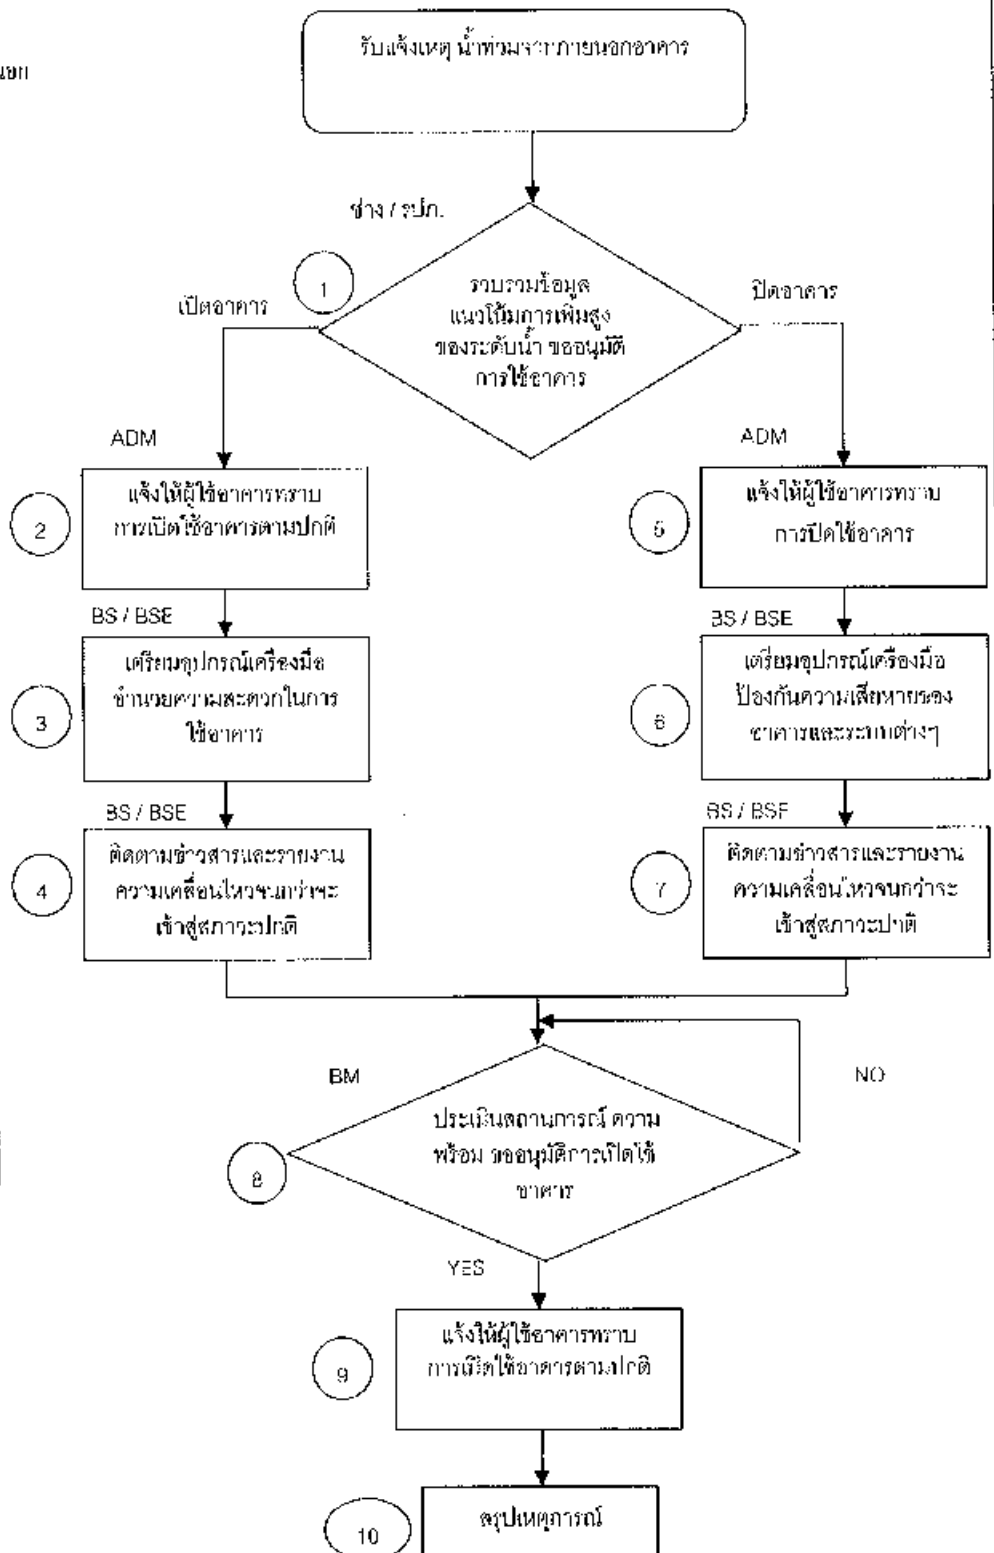 รับแจ้งเหตุ น้ำท่วมจากภายนอกอาคาร
นอก
ช่าง / รปภ.
1
รวบรวมข้อมูล
แนวโน้มการเพิ่มสูง
ของระดับน้ำ ขออนุมัติ
การใช้อาคาร
เปิดอาคาร
ปิดอาคาร
ADM
ADM
2
แจ้งให้ผู้ใช้อาคารทราบ
การเปิดใช้อาคารตามปกติ
5
แจ้งให้ผู้ใช้อาคารทราบ
การปิดใช้อาคาร
BS / BSE
BS / BSE
3
เตรียมอุปกรณ์เครื่องมือ
อำนวยความสะดวกในการ
ใช้อาคาร
6
เตรียมอุปกรณ์เครื่องมือ
ป้องกันความเสียหายของ
อาคารและระบบต่างๆ
BS / BSE
BS / BSE
4
ติดตามข่าวสารและรายงาน
ความเคลื่อนไหวจนกว่าจะ
เข้าสู่สภาวะปกติ
7
ติดตามข่าวสารและรายงาน
ความเคลื่อนไหวจนกว่าจะ
เข้าสู่สภาวะปกติ
BM
NO
8
ประเมินสถานการณ์ ความ
พร้อม ขออนุมัติการเปิดใช้
อาคาร
YES
9
แจ้งให้ผู้ใช้อาคารทราบ
การเปิดใช้อาคารตามปกติ
10
สรุปเหตุการณ์